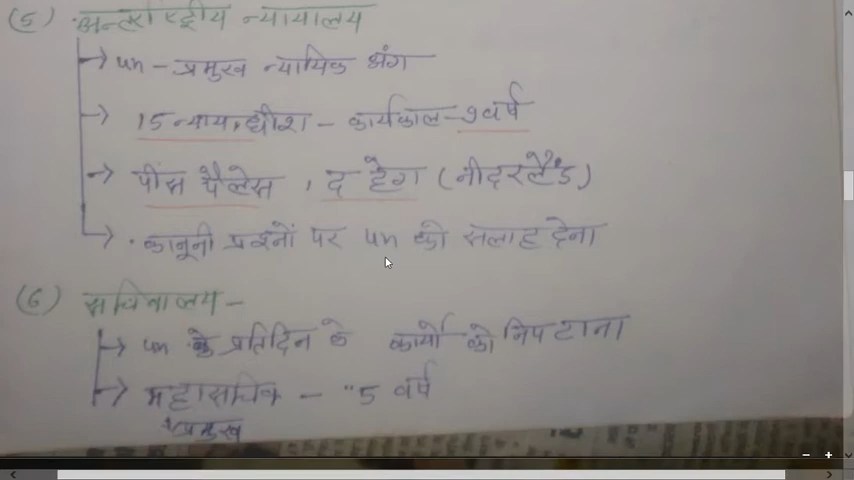 (5) अन्तर्राष्ट्रीय न्यायालय
→ un - प्रमुख न्यायिक अंग
→ 15 न्यायाधीश - कार्यकाल - 9 वर्ष
→ पीस पैलेस, द हेग (नीदरलैंड)
→ कानूनी प्रश्नों पर un को सलाह देना
(6) सचिवालय -
→ un के प्रतिदिन के कार्यो को निपटाना
→ महासचिव - 5 वर्ष
प्रमुख